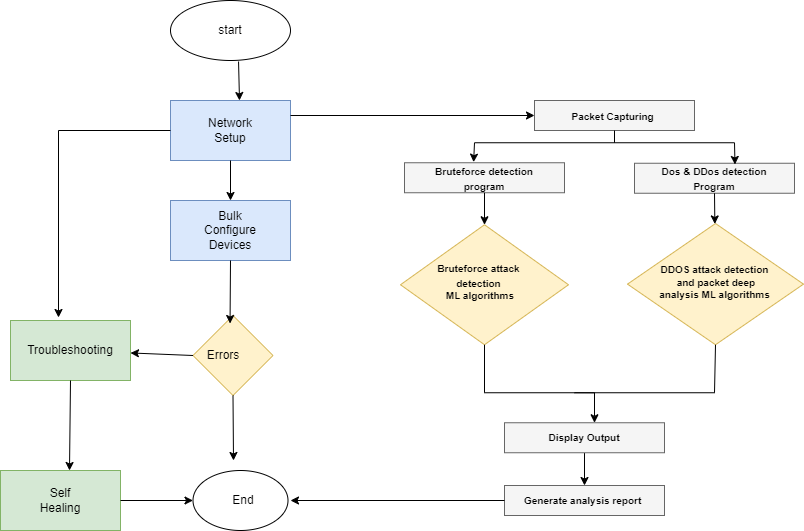 start
Network
Setup
Packet Capturing
Bruteforce detection
program
Dos & DDos detection
Program
Bulk
Configure
Devices
Bruteforce attack
detection
ML algorithms
DDOS attack detection
and packet deep
analysis ML algorithms
Troubleshooting
Errors
Display Output
Self
Healing
End
Generate analysis report